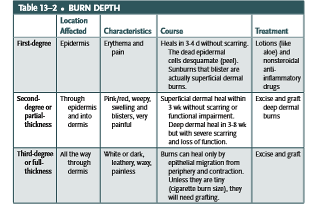 Table 13–2 • BURN DEPTH
Location
Affected
Characteristics
Course
Treatment
First-degree
Epidermis
Erythema and
pain
Heals in 3-4 d without scarring.
The dead epidermal
cells desquamate (peel).
Sunburns that blister are
actually superficial dermal
burns.
Lotions (like
aloe) and
nonsteroidal
anti-
inflammatory
drugs
Second-
degree or
partial-
thickness
Through
epidermis
and into
dermis
Pink/red, weepy,
swelling and
blisters, very
painful
Superficial dermal heal within
3 wk without scarring or
functional impairment.
Deep dermal heal in 3-8 wk
but with severe scarring
and loss of function.
Excise and graft
deep dermal
burns
Third-degree
or full-
thickness
All the way
through
dermis
White or dark,
leathery, waxy,
painless
Burns can heal only by
epithelial migration from
periphery and contraction.
Unless they are tiny
(cigarette burn size), they
will need grafting.
Excise and graft